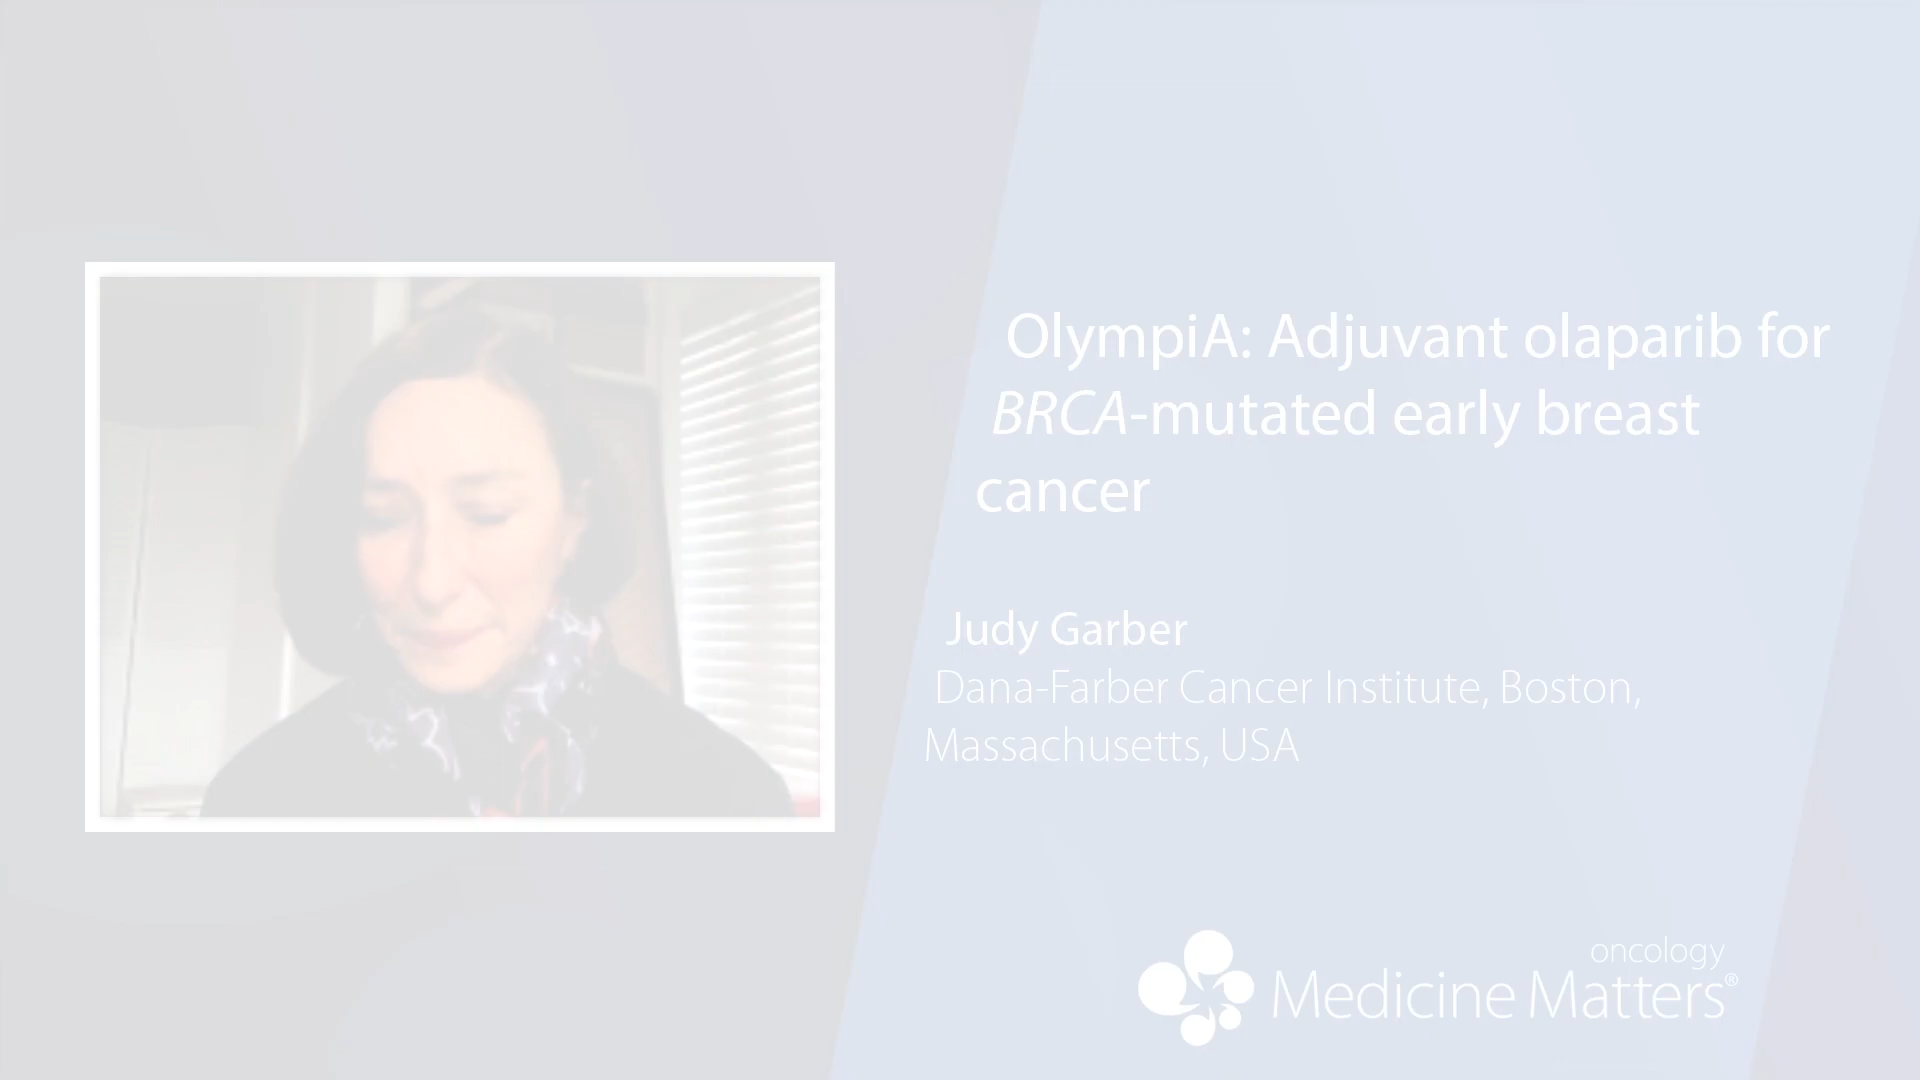 OlympiA: Adjuvant olaparib for
BRCA-mutated early breast
cancer
Judy Garber
Dana-Farber Cancer Institute, Boston,
Massachusetts, USA
oncology
Medicine Matters®